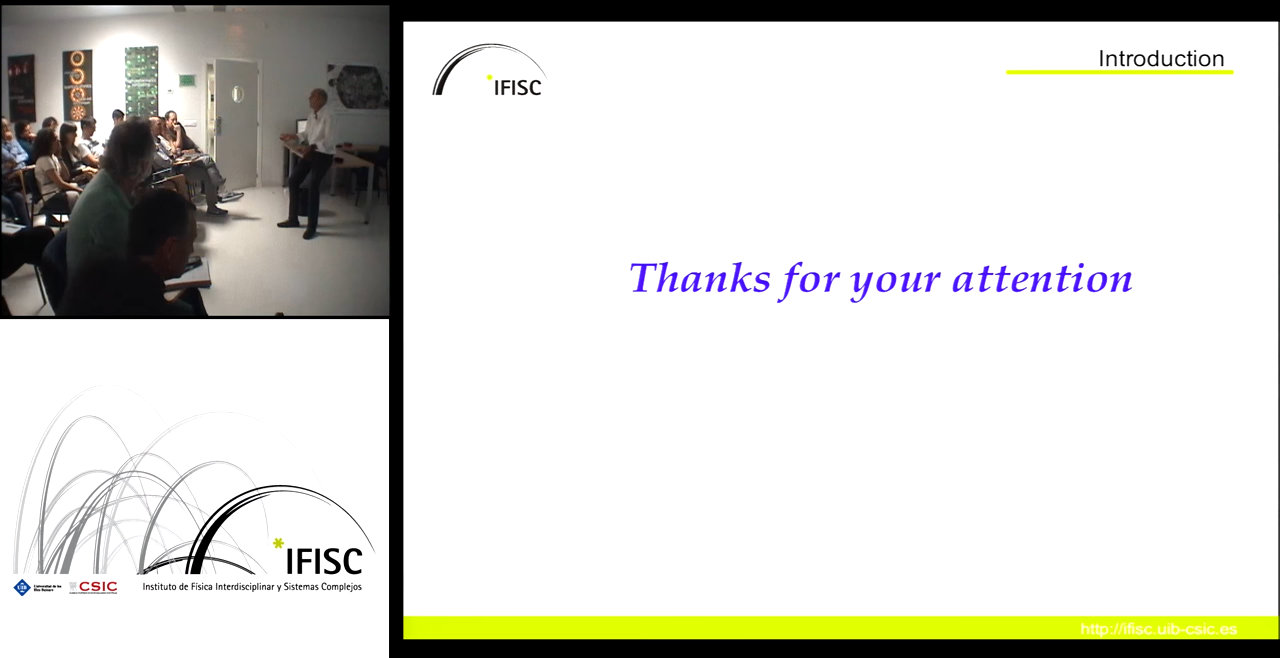 IFISC
Introduction
Thanks for your attention
http://ifisc.uib-csic.es
IFISC
UIB
CSIC
Instituto de Física Interdisciplinar y Sistemas Complejos